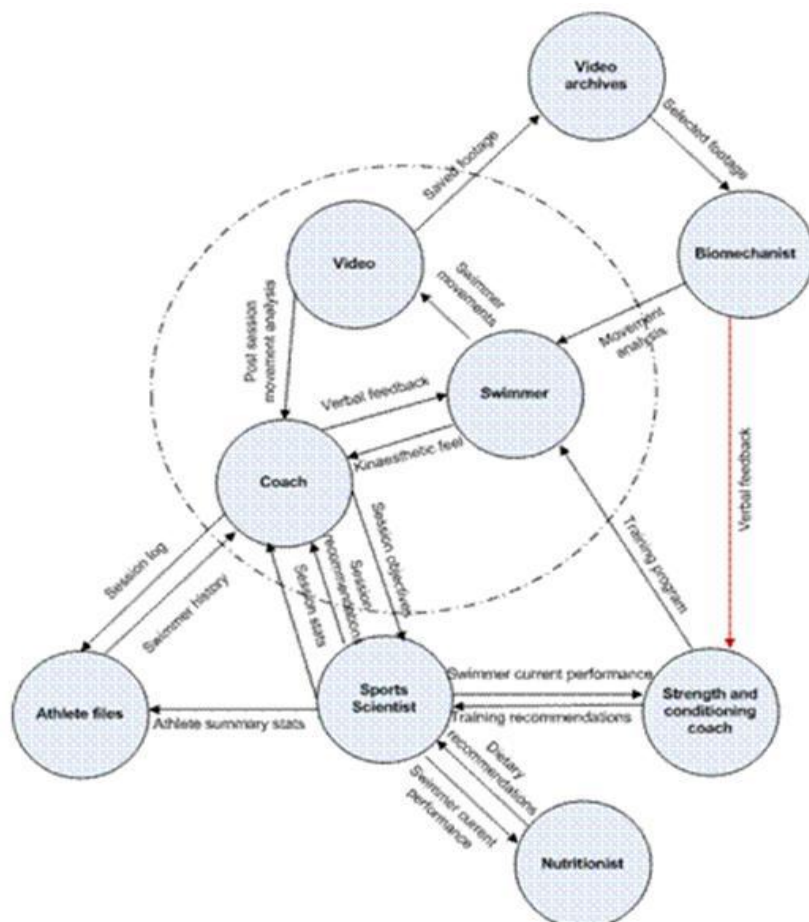 Video
archives
Saved footage
Selected footage
Video
Biomechanist
Swimmer
movements
Movement
analysis
Post session
movement analysis
Verbal feedback
Swimmer
Kinaesthetic feel
Coach
Verbal feedback
Session objectives
Session/
recommendations
Session stats
Training program
Session log
Swimmer history
Athlete files
Athlete summary stats
Sports
Scientist
Swimmer current performance
Training recommendations
Strength and
conditioning
coach
Dietary
recommendations
Swimmer current
performance
Nutritionist